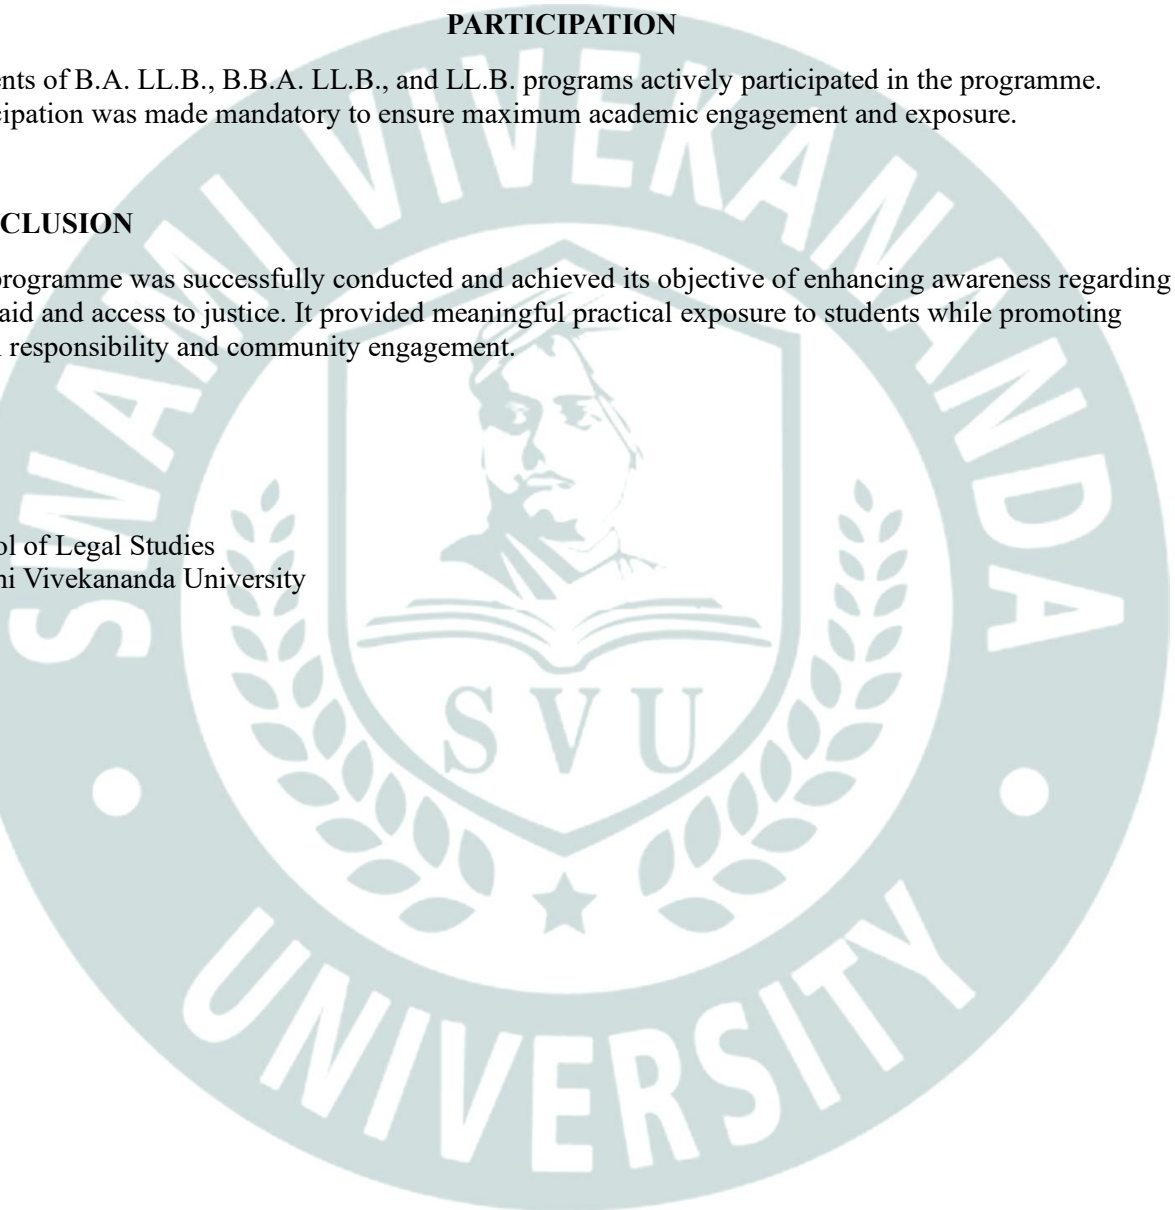 PARTICIPATION
ents of B.A. LL.B., B.B.A. LL.B., and LL.B. programs actively participated in the programme.
cipation was made mandatory to ensure maximum academic engagement and exposure.
CLUSION
programme was successfully conducted and achieved its objective of enhancing awareness regarding
aid and access to justice. It provided meaningful practical exposure to students while promoting
responsibility and community engagement.
ol of Legal Studies
ni Vivekananda University
SWAMI VIVEKANANDA
SVU
UNIVERSITY